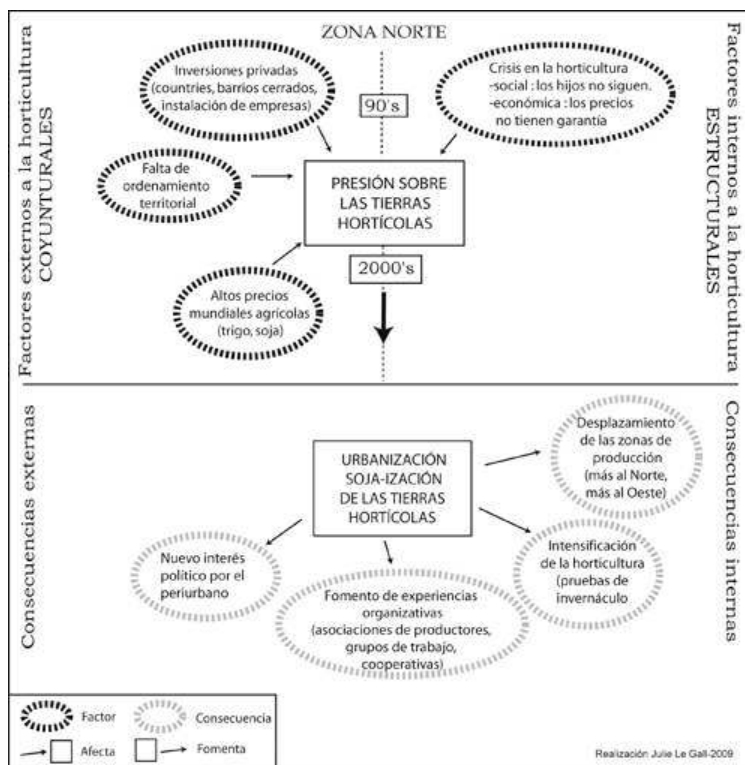 ZONA NORTE
Factores externos a la horticultura
COYUNTURALES
Inversiones privadas
(countries, barrios cerrados,
instalación de empresas)
90's
Crisis en la horticultura
-social : los hijos no siguen.
-económica : los precios
no tienen garantía
Factores internos a la horticultura
ESTRUCTURALES
Falta de
ordenamiento
territorial
PRESIÓN SOBRE
LAS TIERRAS
HORTÍCOLAS
2000's
Altos precios
mundiales agrícolas
(trigo, soja)
Consecuencias externas
Consecuencias internas
URBANIZACIÓN
SOJA-IZACIÓN
DE LAS TIERRAS
HORTÍCOLAS
Desplazamiento
de las zonas de
producción
(más al Norte,
más al Oeste)
Nuevo interés
político por el
periurbano
Fomento de experiencias
organizativas
(asociaciones de productores,
grupos de trabajo,
cooperativas)
Intensificación
de la horticultura
(pruebas de
invernáculo
Factor
Consecuencia
Afecta
Fomenta
Realización Julie Le Gall-2009